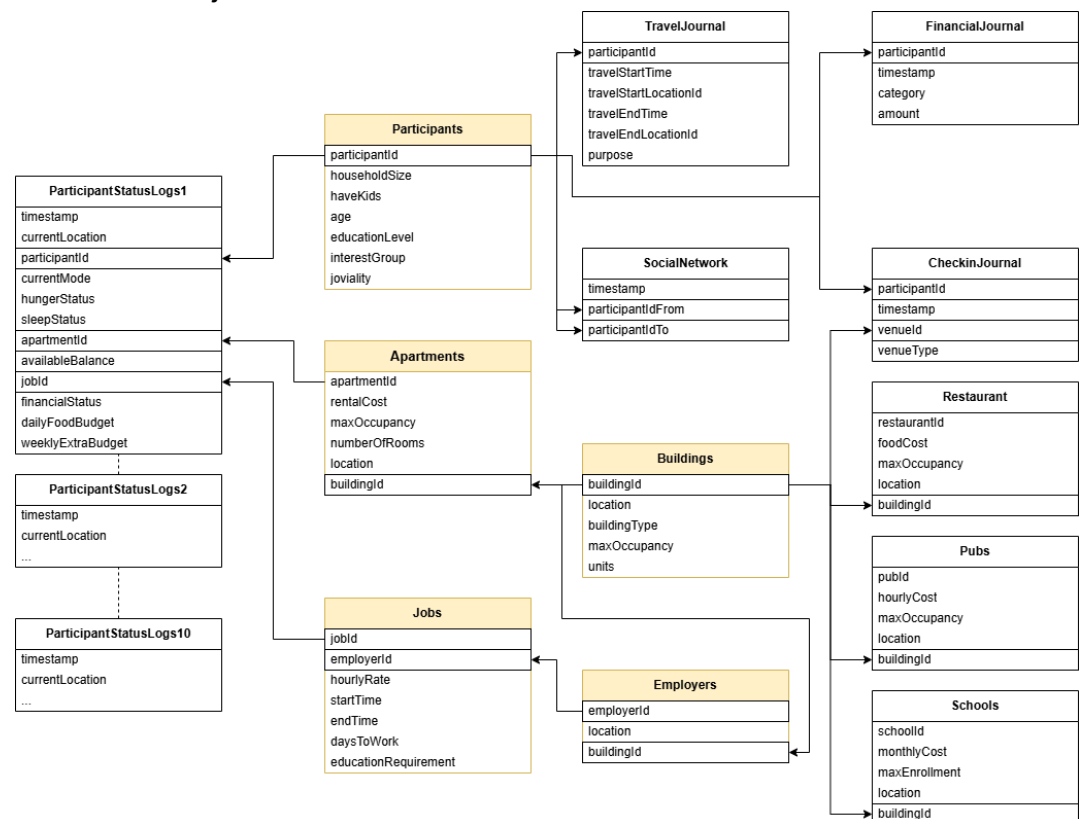 TravelJournal
participantId
travelStartTime
travelStartLocationId
travelEndTime
travelEndLocationId
purpose
FinancialJournal
participantId
timestamp
category
amount
Participants
participantId
householdSize
haveKids
age
educationLevel
interestGroup
joviality
ParticipantStatusLogs1
timestamp
currentLocation
participantId
currentMode
hungerStatus
sleepStatus
apartmentId
availableBalance
jobId
financialStatus
dailyFoodBudget
weeklyExtraBudget
SocialNetwork
timestamp
participantIdFrom
participantIdTo
CheckinJournal
participantId
timestamp
venueId
venueType
Apartments
apartmentId
rentalCost
maxOccupancy
numberOfRooms
location
buildingId
Restaurant
restaurantId
foodCost
maxOccupancy
location
buildingId
Buildings
buildingId
location
buildingType
maxOccupancy
units
ParticipantStatusLogs2
timestamp
currentLocation
...
Pubs
pubId
hourlyCost
maxOccupancy
location
buildingId
Jobs
jobId
employerId
hourlyRate
startTime
endTime
daysToWork
educationRequirement
ParticipantStatusLogs10
timestamp
currentLocation
...
Employers
employerId
location
buildingId
Schools
schoolId
monthlyCost
maxEnrollment
location
buildingId